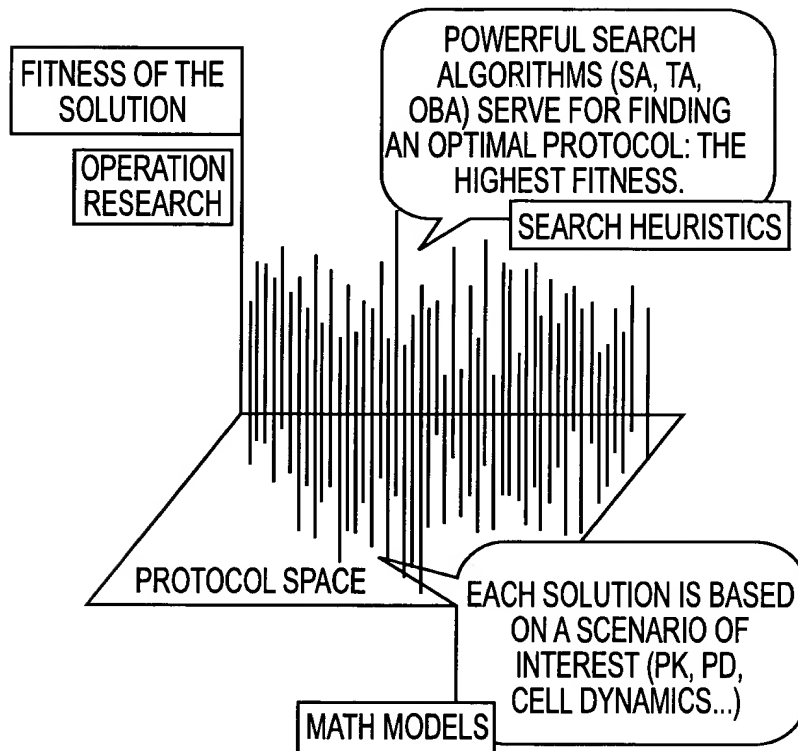 FITNESS OF THE
SOLUTION
OPERATION
RESEARCH
POWERFUL SEARCH
ALGORITHMS (SA, TA,
OBA) SERVE FOR FINDING
AN OPTIMAL PROTOCOL: THE
HIGHEST FITNESS.
SEARCH HEURISTICS
PROTOCOL SPACE
EACH SOLUTION IS BASED
ON A SCENARIO OF
INTEREST (PK, PD,
CELL DYNAMICS...)
MATH MODELS